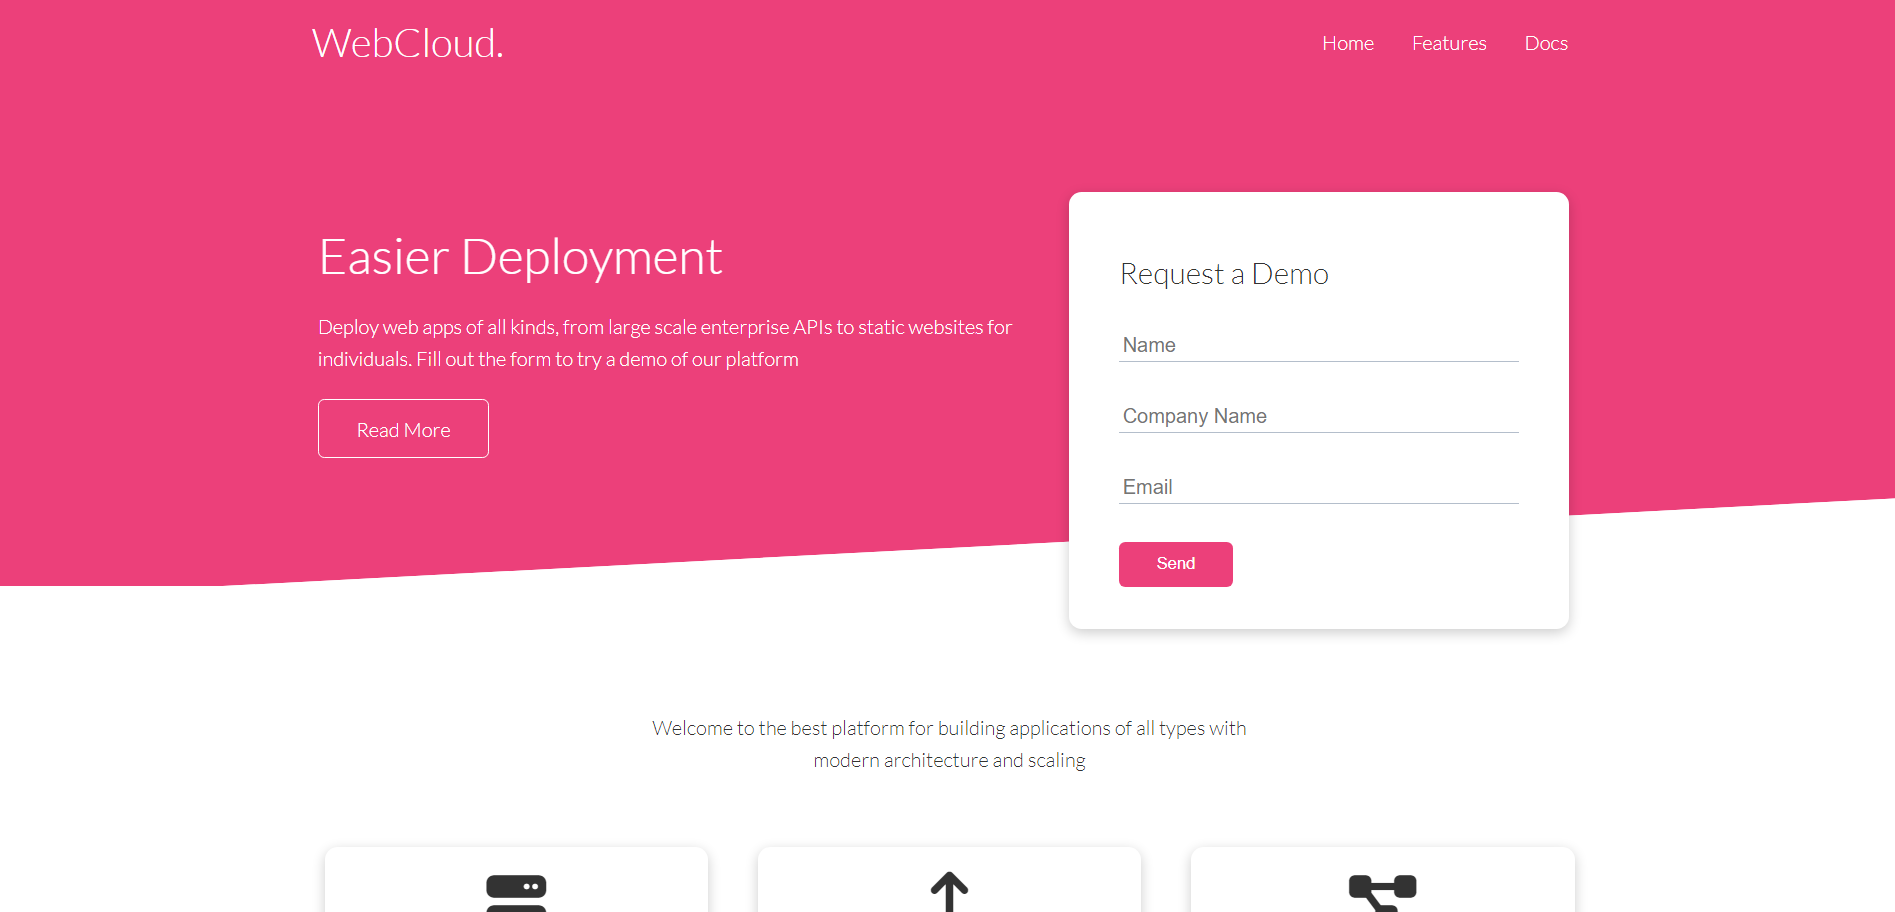 WebCloud.
Home
Features
Docs
Easier Deployment
Deploy web apps of all kinds, from large scale enterprise APIs to static websites for
individuals. Fill out the form to try a demo of our platform
Read More
Request a Demo
Name
Company Name
Email
Send
Welcome to the best platform for building applications of all types with
modern architecture and scaling